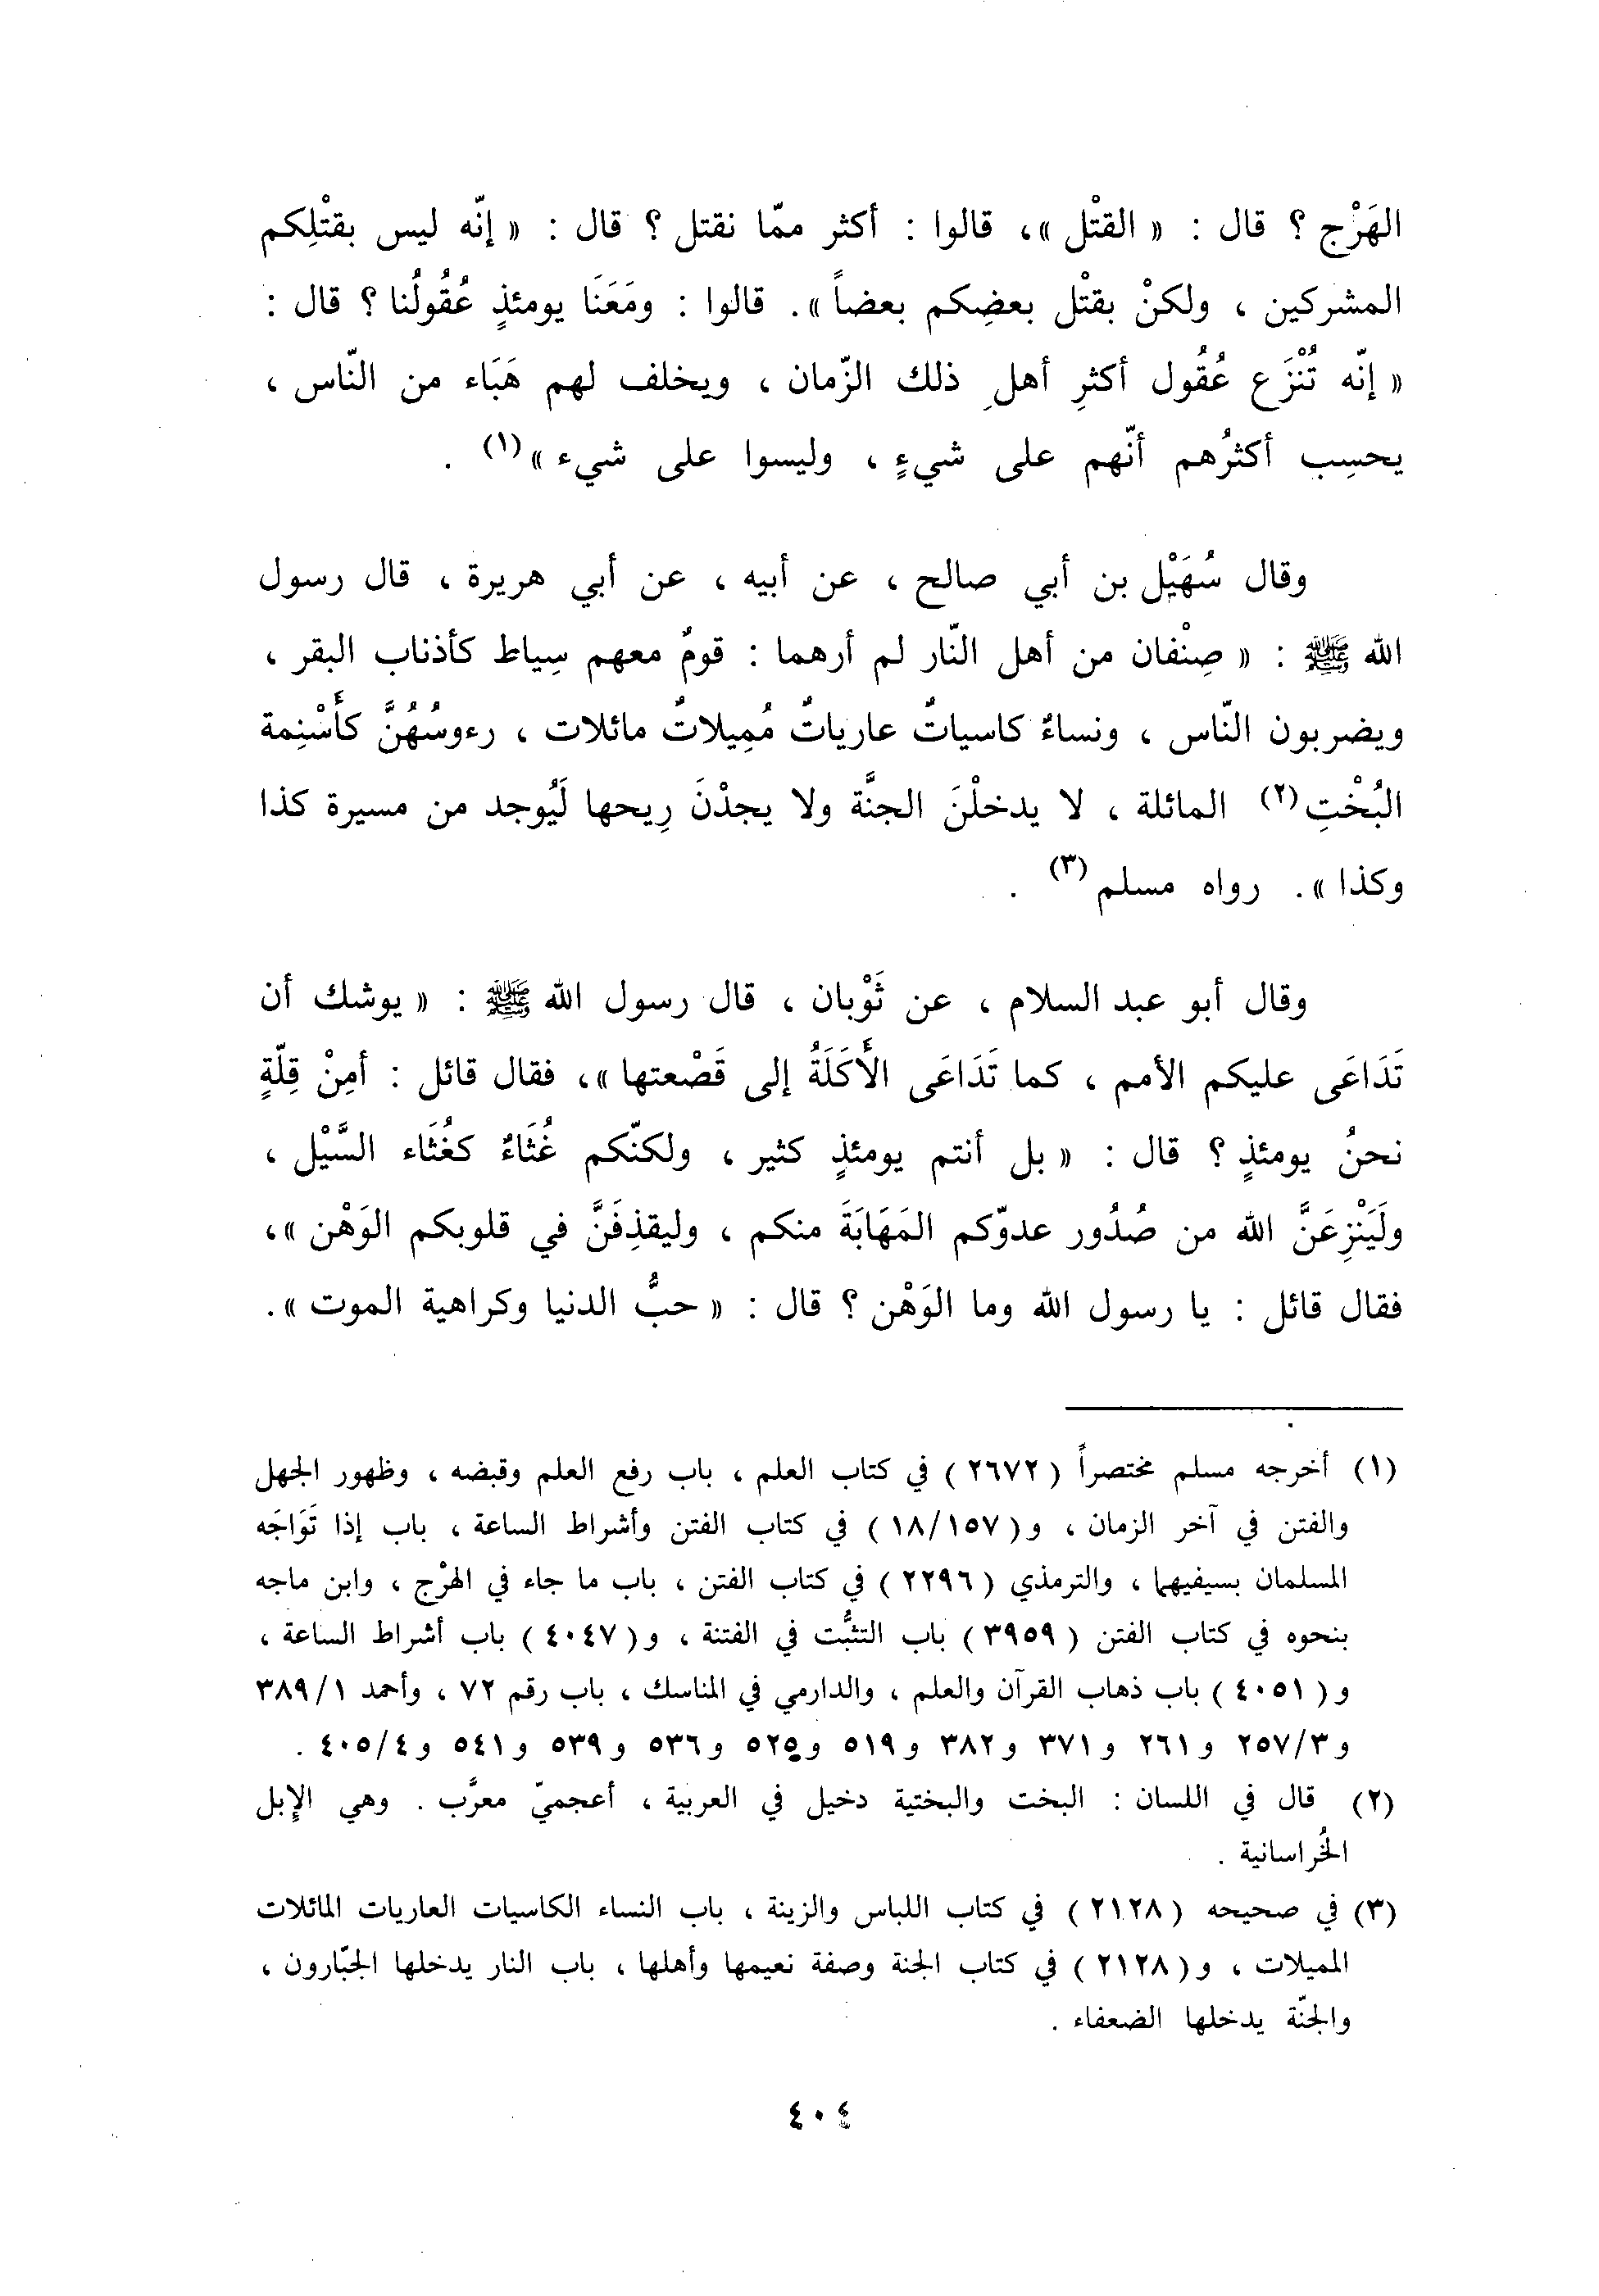 الهَرْج ؟ قال : « القتْل »، قالوا : أكثر ممّا نقتل ؟ قال : « إنّه ليس بقتْلِكم
المشركين ، ولكنْ بقتْل بعضِكم بعضاً ». قالوا : ومَعَنَا يومئذٍ عُقُولُنا ؟ قال :
« إنّه تُنْزَع عُقُول أكثرِ أهلِ ذلك الزّمان ، ويخلف لهم هَبَاء من النّاس ،
يحسِب أكثرُهم أنّهم على شيءٍ ، وليسوا على شيء »(١) .
وقال سُهَيْل بن أبي صالح ، عن أبيه ، عن أبي هريرة ، قال رسول
الله ﷺ : « صِنْفان من أهل النّار لم أرهما : قومٌ معهم سِياط كأذناب البقر ،
ويضربون النّاس ، ونساءٌ كاسياتٌ عارياتٌ مُمِيلاتٌ مائلات ، رءوسُهُنَّ كأَسْنِمة
البُخْتِ(٢) المائلة ، لا يدخلْنَ الجنَّة ولا يجدْنَ رِيحها لَيُوجد من مسيرة كذا
وكذا ». رواه مسلم(٣) .
وقال أبو عبد السلام ، عن ثَوْبان ، قال رسول الله ﷺ : « يوشك أن
تَدَاعَى عليكم الأمم ، كما تَدَاعَى الأَكَلَةُ إلى قَصْعتها »، فقال قائل : أمِنْ قِلّةٍ
نحنُ يومئذٍ ؟ قال : « بل أنتم يومئذٍ كثير ، ولكنّكم غُثَاءٌ كغُثَاء السَّيْل ،
ولَيَنْزِعَنَّ الله من صُدُور عدوّكم المَهَابَةَ منكم ، وليقذِفَنَّ في قلوبكم الوَهْن »،
فقال قائل : يا رسول الله وما الوَهْن ؟ قال : « حبُّ الدنيا وكراهية الموت ».
(١) أخرجه مسلم مختصراً ( ٢٦٧٢ ) في كتاب العلم ، باب رفع العلم وقبضه ، وظهور الجهل
والفتن في آخر الزمان ، و( ١٨/١٥٧ ) في كتاب الفتن وأشراط الساعة ، باب إذا تَوَاجَه
المسلمان بسيفيهما ، والترمذي ( ٢٢٩٦ ) في كتاب الفتن ، باب ما جاء في الهرْج ، وابن ماجه
بنحوه في كتاب الفتن ( ٣٩٥٩ ) باب التثبُّت في الفتنة ، و( ٤٠٤٧ ) باب أشراط الساعة ،
و( ٤٠٥١ ) باب ذهاب القرآن والعلم ، والدارمي في المناسك ، باب رقم ٧٢ ، وأحمد ٣٨٩/١
و٢٥٧/٣ و٢٦١ و٣٧١ و٣٨٢ و٥١٩ و٥٢٥ و٥٣٦ و٥٣٩ و٥٤١ و٤٠٥/٤ .
(٢) قال في اللسان : البخت والبختية دخيل في العربية ، أعجميّ معرَّب . وهي الإبل
الخُراسانية .
(٣) في صحيحه ( ٢١٢٨ ) في كتاب اللباس والزينة ، باب النساء الكاسيات العاريات المائلات
المميلات ، و( ٢١٢٨ ) في كتاب الجنة وصفة نعيمها وأهلها ، باب النار يدخلها الجبّارون ،
والجنّة يدخلها الضعفاء .
٤٠٤